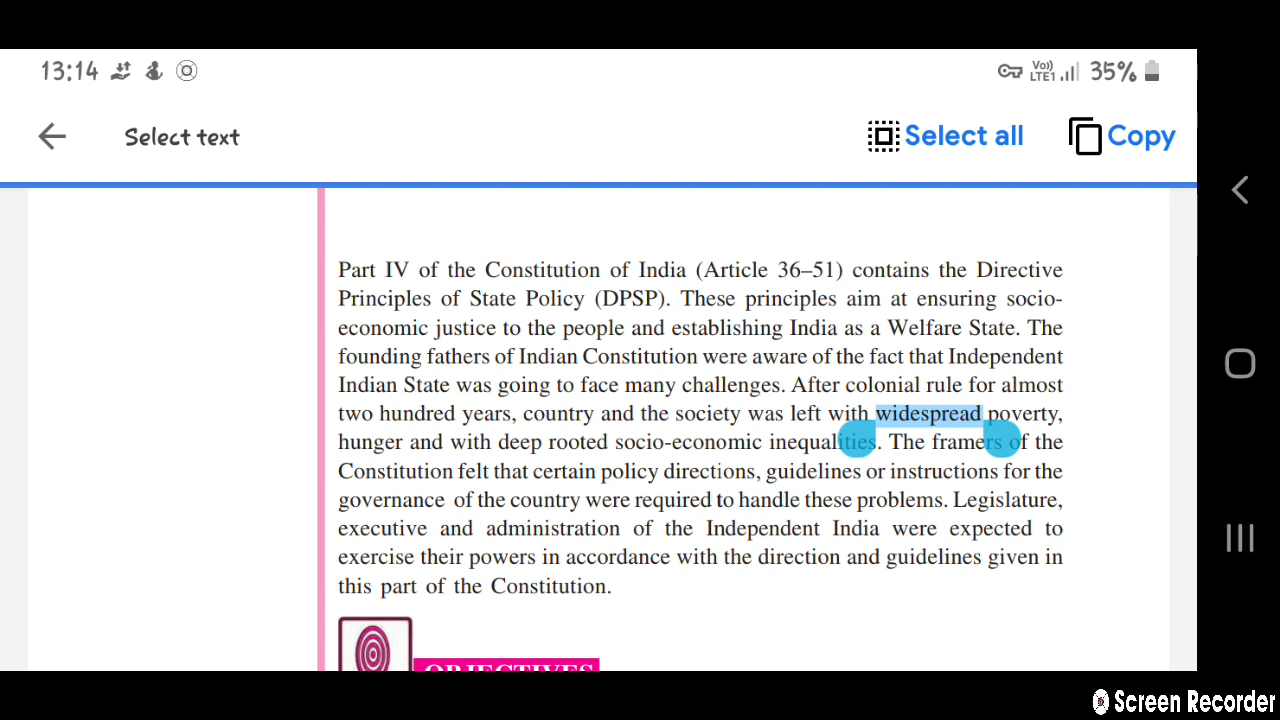 13:14 Vo)) LTE1 35%
Select text Select all Copy
Part IV of the Constitution of India (Article 36–51) contains the Directive
Principles of State Policy (DPSP). These principles aim at ensuring socio-
economic justice to the people and establishing India as a Welfare State. The
founding fathers of Indian Constitution were aware of the fact that Independent
Indian State was going to face many challenges. After colonial rule for almost
two hundred years, country and the society was left with widespread poverty,
hunger and with deep rooted socio-economic inequalities. The framers of the
Constitution felt that certain policy directions, guidelines or instructions for the
governance of the country were required to handle these problems. Legislature,
executive and administration of the Independent India were expected to
exercise their powers in accordance with the direction and guidelines given in
this part of the Constitution.
OBJECTIVES
Screen Recorder